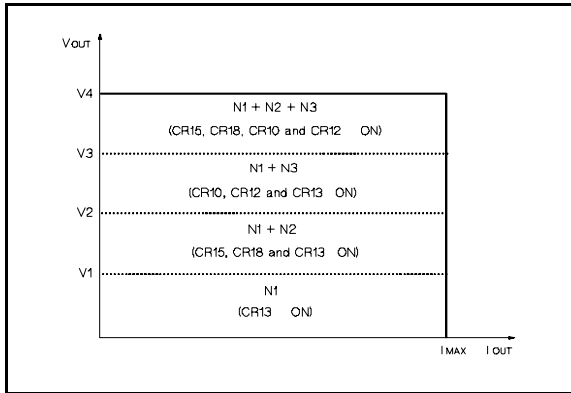 VOUT
V4
N1 + N2 + N3
(CR15, CR18, CR10 and CR12 ON)
V3
N1 + N3
(CR10, CR12 and CR13 ON)
V2
N1 + N2
(CR15, CR18 and CR13 ON)
V1
N1
(CR13 ON)
IMAX IOUT